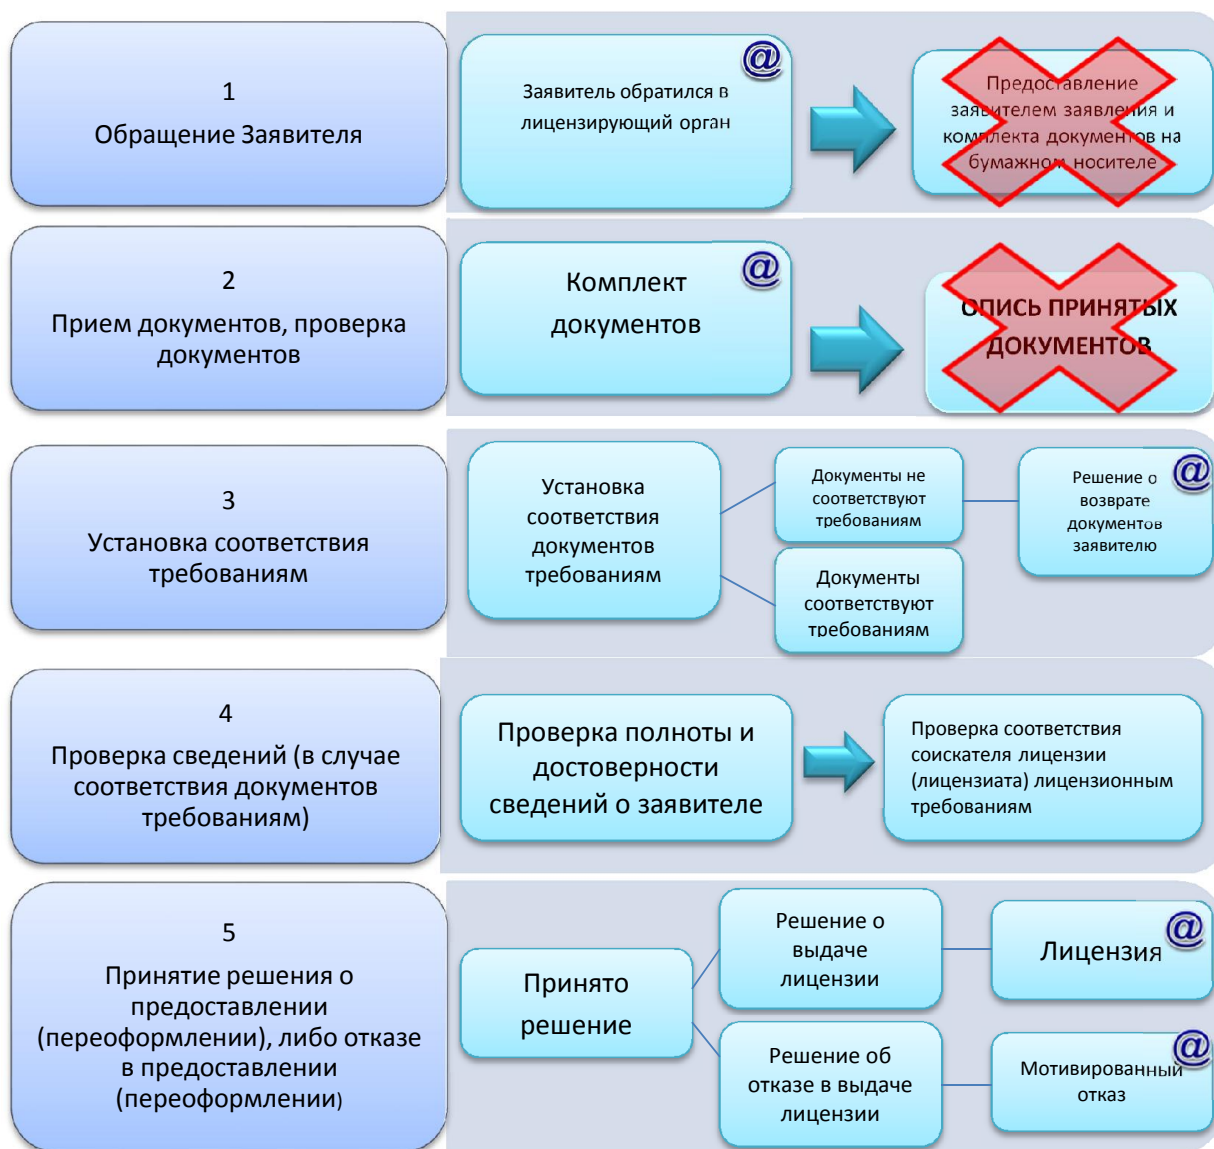 1
Обращение Заявителя
Заявитель обратился в
лицензирующий орган
@
Предоставление
заявителем заявления и
комплекта документов на
бумажном носителе
2
Прием документов, проверка
документов
Комплект
документов
@
ОПИСЬ ПРИНЯТЫХ
ДОКУМЕНТОВ
3
Установка соответствия
требованиям
Установка
соответствия
документов
требованиям
Документы не
соответствуют
требованиям
Решение о
возврате
документов
заявителю
@
Документы
соответствуют
требованиям
4
Проверка сведений (в случае
соответствия документов
требованиям)
Проверка полноты и
достоверности
сведений о заявителе
Проверка соответствия
соискателя лицензии
(лицензиата) лицензионным
требованиям
5
Принятие решения о
предоставлении
(переоформлении), либо отказе
в предоставлении
(переоформлении)
Принято
решение
Решение о
выдаче
лицензии
Лицензия
@
Решение об
отказе в выдаче
лицензии
Мотивированный
отказ
@